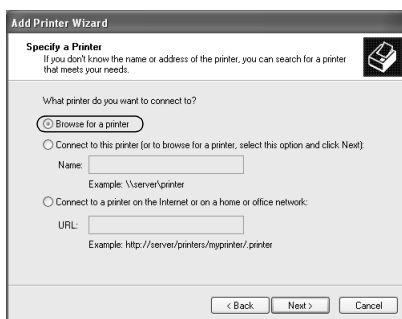 Add Printer Wizard
Specify a Printer
If you don't know the name or address of the printer, you can search for a printer
that meets your needs.
What printer do you want to connect to?
Browse for a printer
Connect to this printer (or to browse for a printer, select this option and click Next):
Name:
Example: \\server\printer
Connect to a printer on the Internet or on a home or office network:
URL:
Example: http://server/printers/myprinter/.printer
< Back Next > Cancel